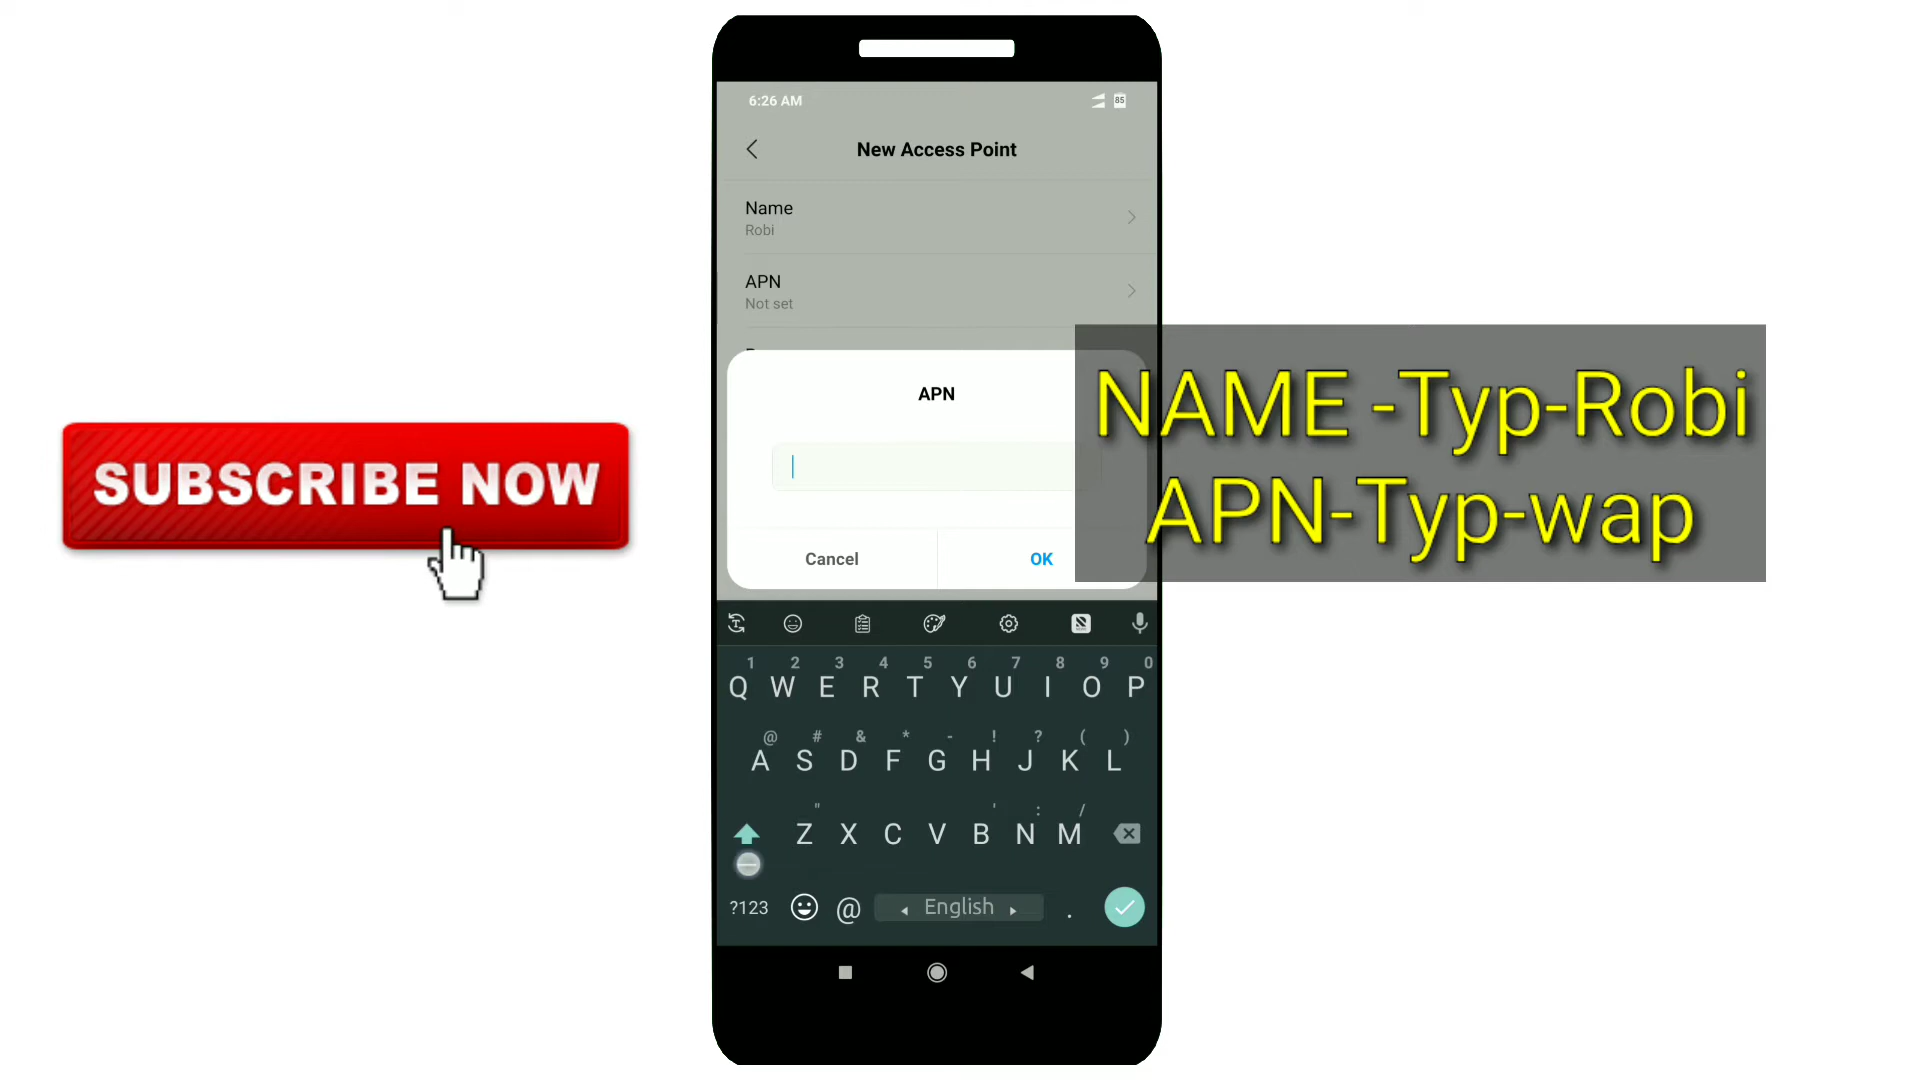 6:26 AM
85
New Access Point
Name
Robi
APN
Not set
APN
NAME -Typ-Robi
APN-Typ-wap
SUBSCRIBE NOW
Cancel
OK
1 2 3 4 5 6 7 8 9 0
Q W E R T Y U I O P
@ # & * - ! ? ( )
A S D F G H J K L
" ' : /
Z X C V B N M
?123 @ English .